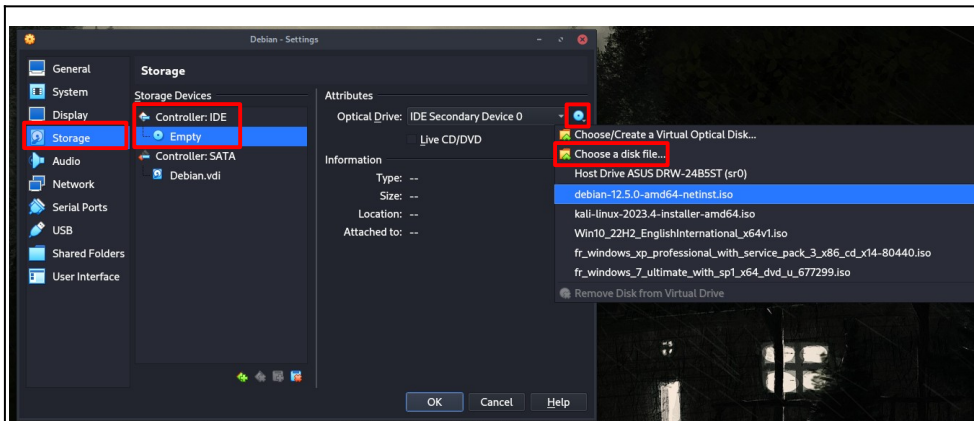 Debian - Settings
General
System
Display
Storage
Audio
Network
Serial Ports
USB
Shared Folders
User Interface
Storage
Storage Devices
Controller: IDE
Empty
Controller: SATA
Debian.vdi
Attributes
Optical Drive: IDE Secondary Device 0
Live CD/DVD
Information
Type: --
Size: --
Location: --
Attached to: --
Choose/Create a Virtual Optical Disk...
Choose a disk file...
Host Drive ASUS DRW-24B5ST (sr0)
debian-12.5.0-amd64-netinst.iso
kali-linux-2023.4-installer-amd64.iso
Win10_22H2_EnglishInternational_x64v1.iso
fr_windows_xp_professional_with_service_pack_3_x86_cd_x14-80440.iso
fr_windows_7_ultimate_with_sp1_x64_dvd_u_677299.iso
Remove Disk from Virtual Drive
OK
Cancel
Help